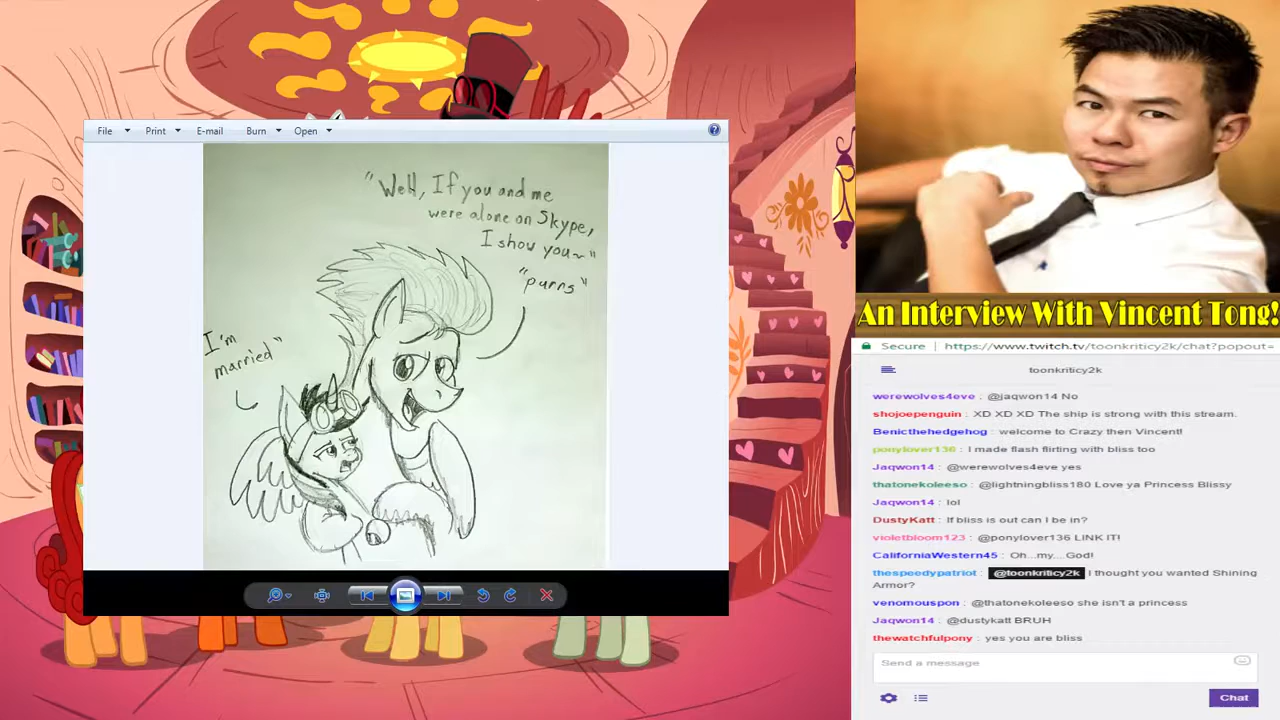 File
Print
E-mail
Burn
Open
"Well, If you and me
were alone on Skype,
I show you~"
"purrs"
I'm
married"
An Interview With Vincent Tong!
Secure | https://www.twitch.tv/toonkriticy2k/chat?popout=
toonkriticy2k
werewolves4eve : @jaqwon14 No
shojoepenguin : XD XD XD The ship is strong with this stream.
Benicthehedgehog : welcome to Crazy then Vincent!
ponylover136 : I made flash flirting with bliss too
Jaqwon14 : @werewolves4eve yes
thatonekoleeso : @lightningbliss180 Love ya Princess Blissy
Jaqwon14 : lol
DustyKatt : If bliss is out can I be in?
violetbloom123 : @ponylover136 LINK IT!
CaliforniaWestern45 : Oh...my....God!
thespeedypatriot : @toonkriticy2k I thought you wanted Shining
Armor?
venomouspon : @thatonekoleeso she isn't a princess
Jaqwon14 : @dustykatt BRUH
thewatchfulpony : yes you are bliss
Send a message
Chat